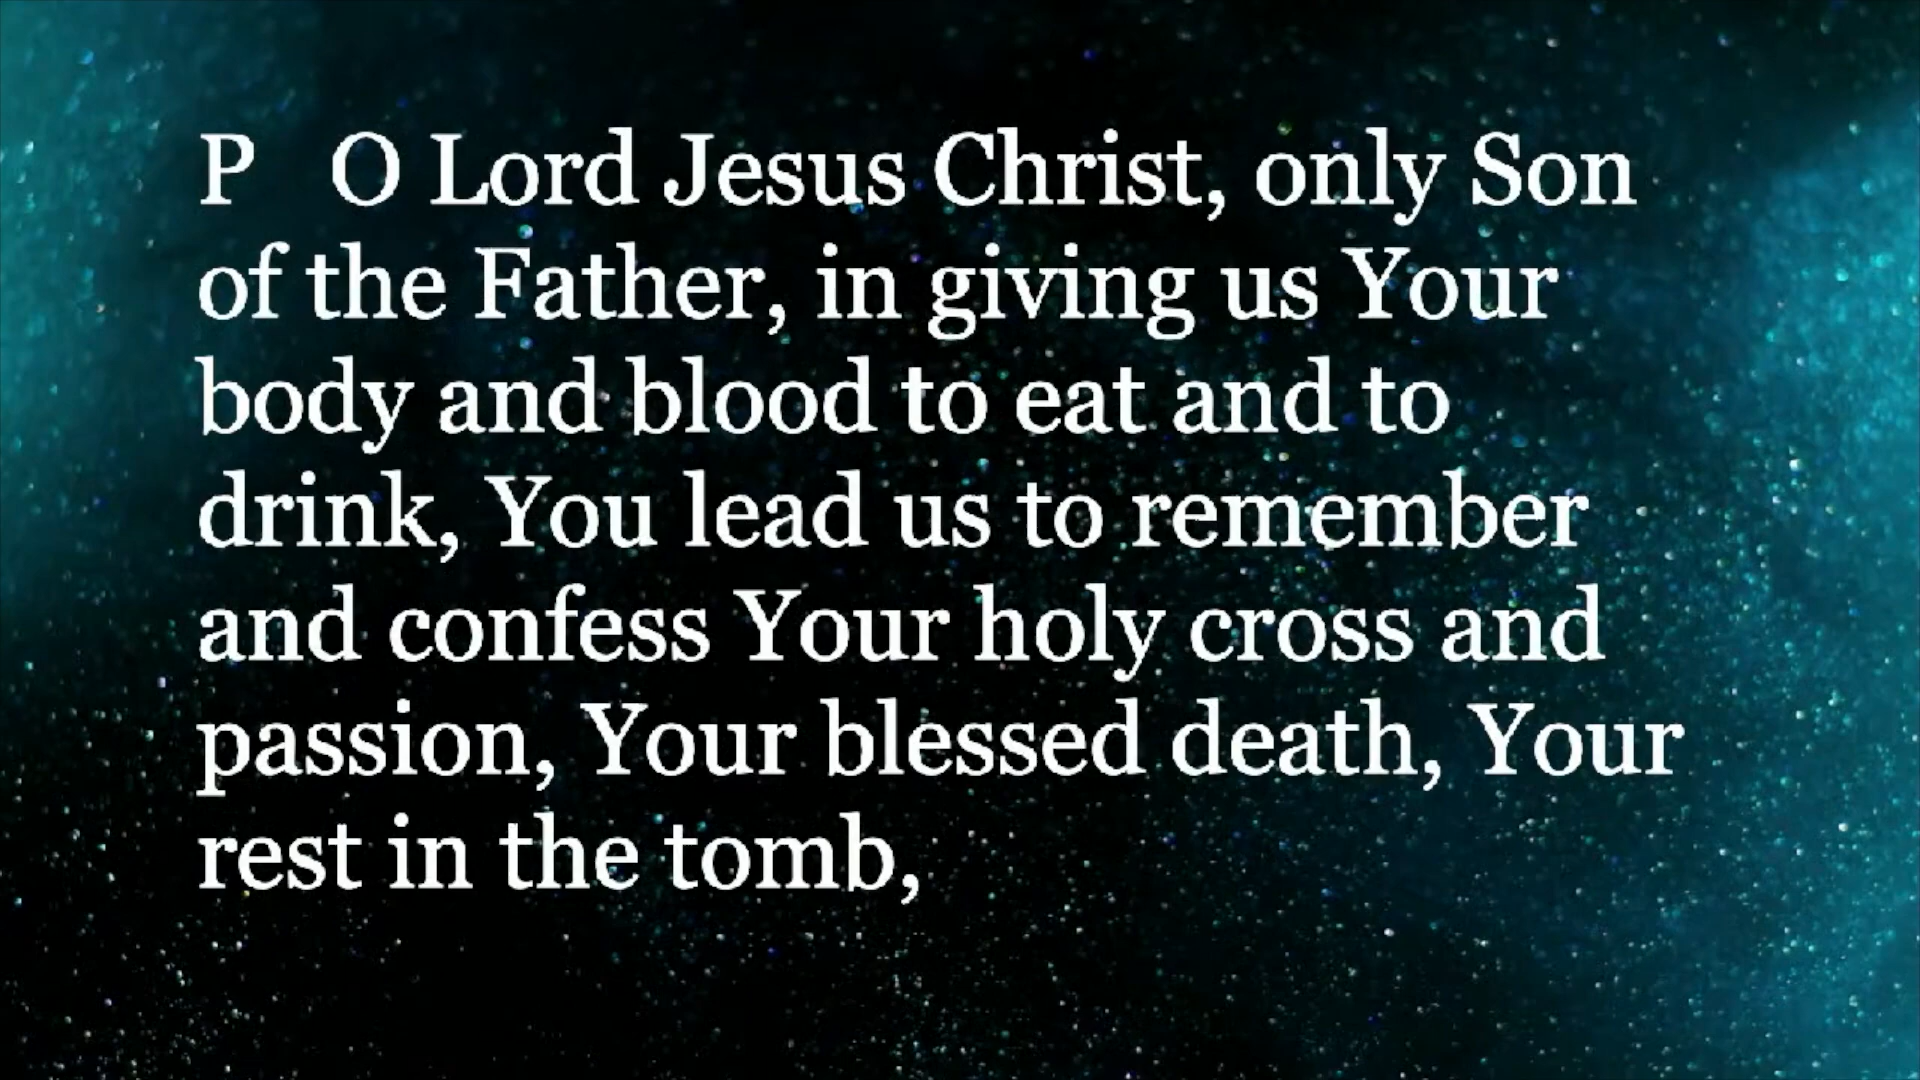 P O Lord Jesus Christ, only Son
of the Father, in giving us Your
body and blood to eat and to
drink, You lead us to remember
and confess Your holy cross and
passion, Your blessed death, Your
rest in the tomb,